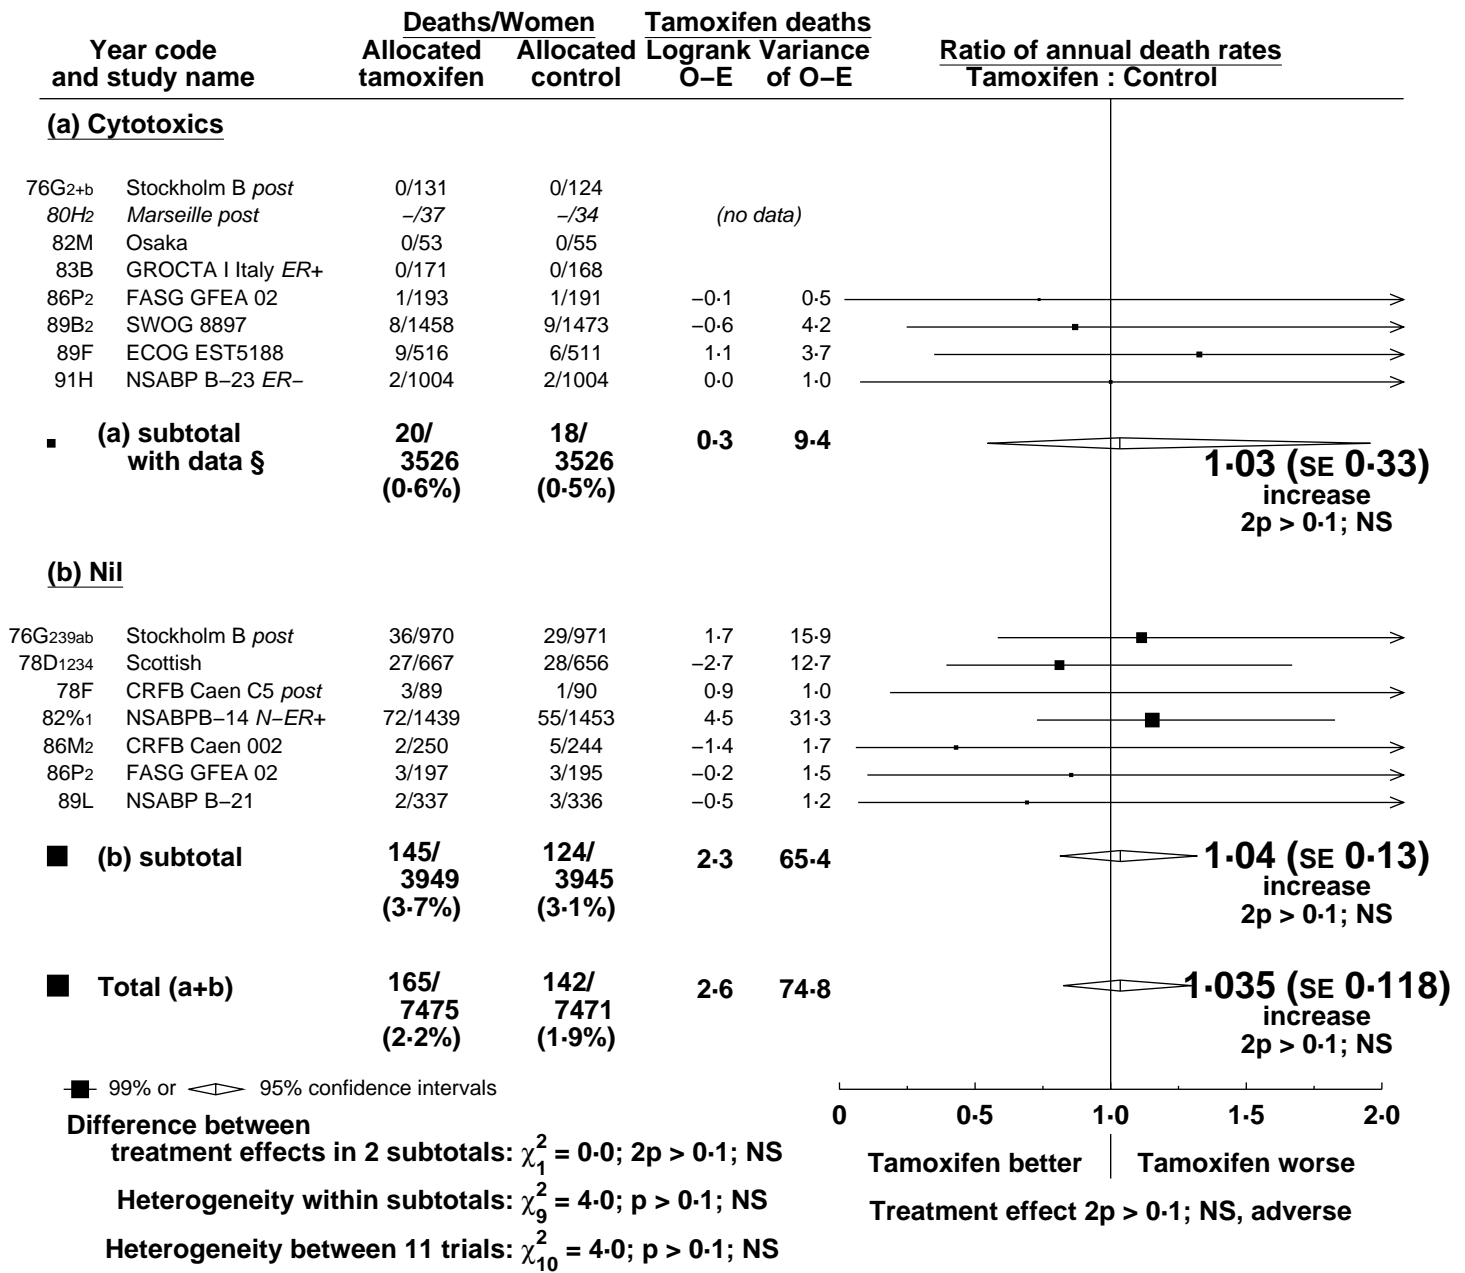 Deaths/Women Tamoxifen deaths
Year code Allocated Allocated Logrank Variance Ratio of annual death rates
and study name tamoxifen control O–E of O–E Tamoxifen : Control
(a) Cytotoxics
76G2+b Stockholm B post 0/131 0/124
80H2 Marseille post –/37 –/34 (no data)
82M Osaka 0/53 0/55
83B GROCTA I Italy ER+ 0/171 0/168
86P2 FASG GFEA 02 1/193 1/191 –0·1 0·5
89B2 SWOG 8897 8/1458 9/1473 –0·6 4·2
89F ECOG EST5188 9/516 6/511 1·1 3·7
91H NSABP B–23 ER– 2/1004 2/1004 0·0 1·0
(a) subtotal 20/ 18/ 0·3 9·4
with data § 3526 3526 1·03 (SE 0·33)
(0·6%) (0·5%) increase
2p > 0·1; NS
(b) Nil
76G239ab Stockholm B post 36/970 29/971 1·7 15·9
78D1234 Scottish 27/667 28/656 –2·7 12·7
78F CRFB Caen C5 post 3/89 1/90 0·9 1·0
82%1 NSABPB–14 N–ER+ 72/1439 55/1453 4·5 31·3
86M2 CRFB Caen 002 2/250 5/244 –1·4 1·7
86P2 FASG GFEA 02 3/197 3/195 –0·2 1·5
89L NSABP B–21 2/337 3/336 –0·5 1·2
(b) subtotal 145/ 124/ 2·3 65·4 1·04 (SE 0·13)
3949 3945 increase
(3·7%) (3·1%) 2p > 0·1; NS
Total (a+b) 165/ 142/ 2·6 74·8 1·035 (SE 0·118)
7475 7471 increase
(2·2%) (1·9%) 2p > 0·1; NS
99% or 95% confidence intervals
0 0·5 1·0 1·5 2·0
Difference between
treatment effects in 2 subtotals: χ²₁ = 0·0; 2p > 0·1; NS
Tamoxifen better Tamoxifen worse
Heterogeneity within subtotals: χ²₉ = 4·0; p > 0·1; NS
Treatment effect 2p > 0·1; NS, adverse
Heterogeneity between 11 trials: χ²₁₀ = 4·0; p > 0·1; NS